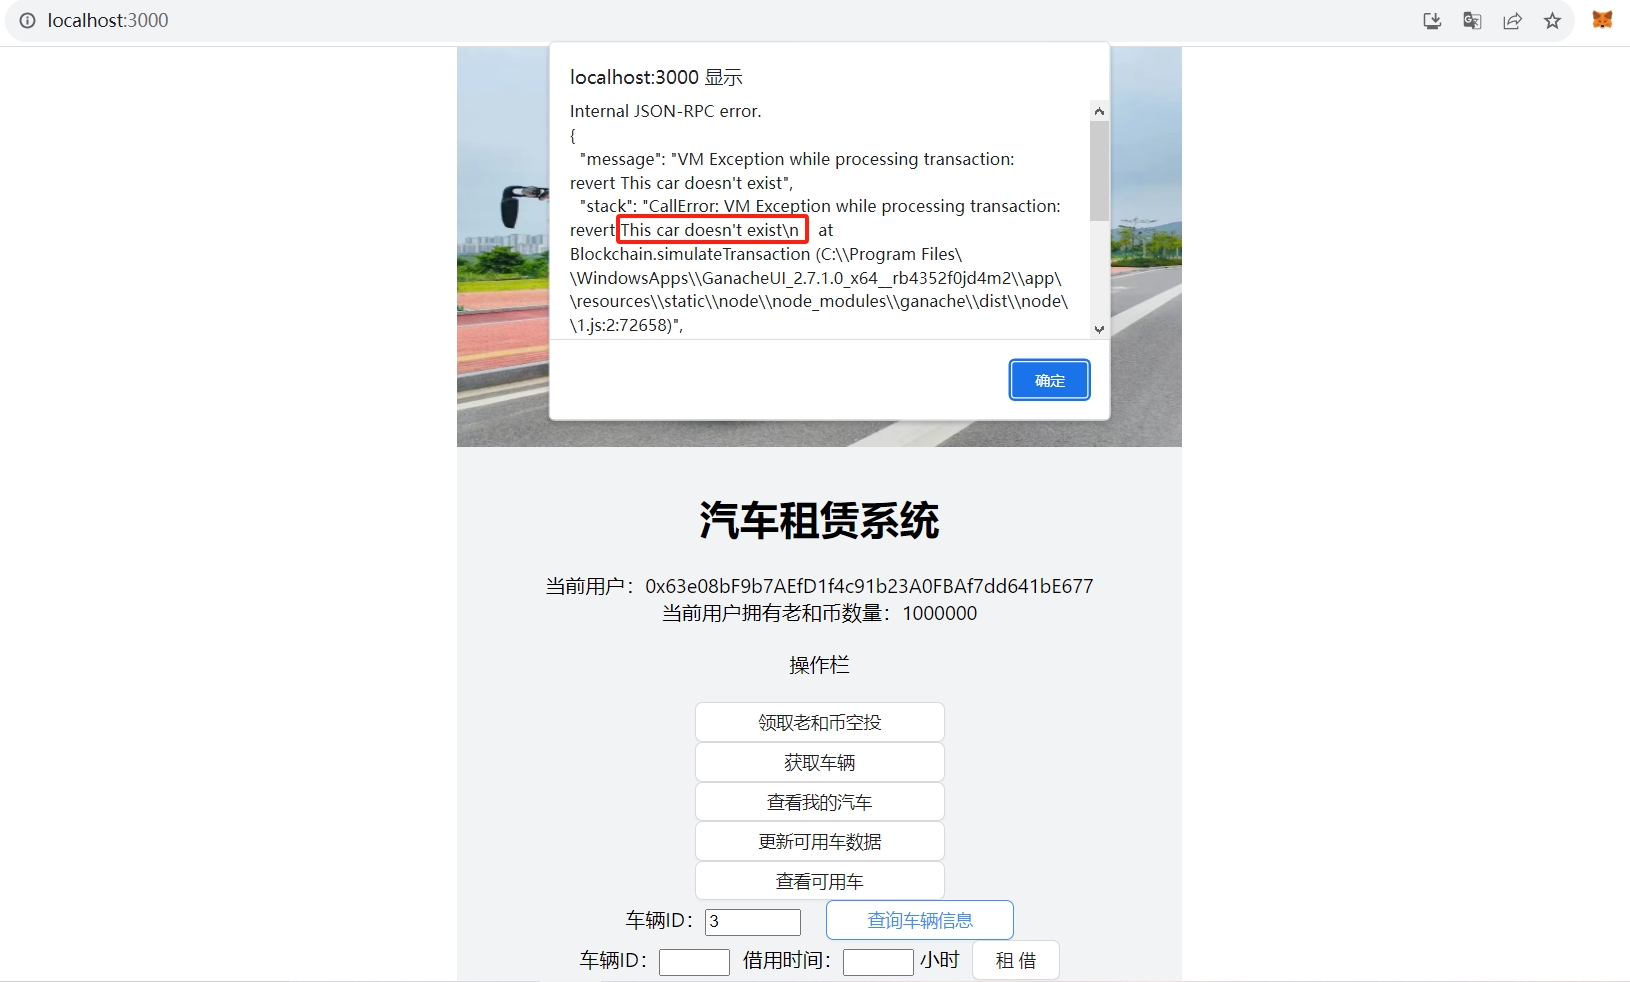 localhost:3000
localhost:3000 显示
Internal JSON-RPC error.
{
"message": "VM Exception while processing transaction:
revert This car doesn't exist",
"stack": "CallError: VM Exception while processing transaction:
revert This car doesn't exist\n at
Blockchain.simulateTransaction (C:\\Program Files\
\WindowsApps\\GanacheUI_2.7.1.0_x64__rb4352f0jd4m2\\app\
\resources\\static\\node\\node_modules\\ganache\\dist\\node\
\1.js:2:72658)",
确定
汽车租赁系统
当前用户：0x63e08bF9b7AEfD1f4c91b23A0FBAf7dd641bE677
当前用户拥有老和币数量：1000000
操作栏
领取老和币空投
获取车辆
查看我的汽车
更新可用车数据
查看可用车
车辆ID： 3 查询车辆信息
车辆ID： 借用时间： 小时 租 借